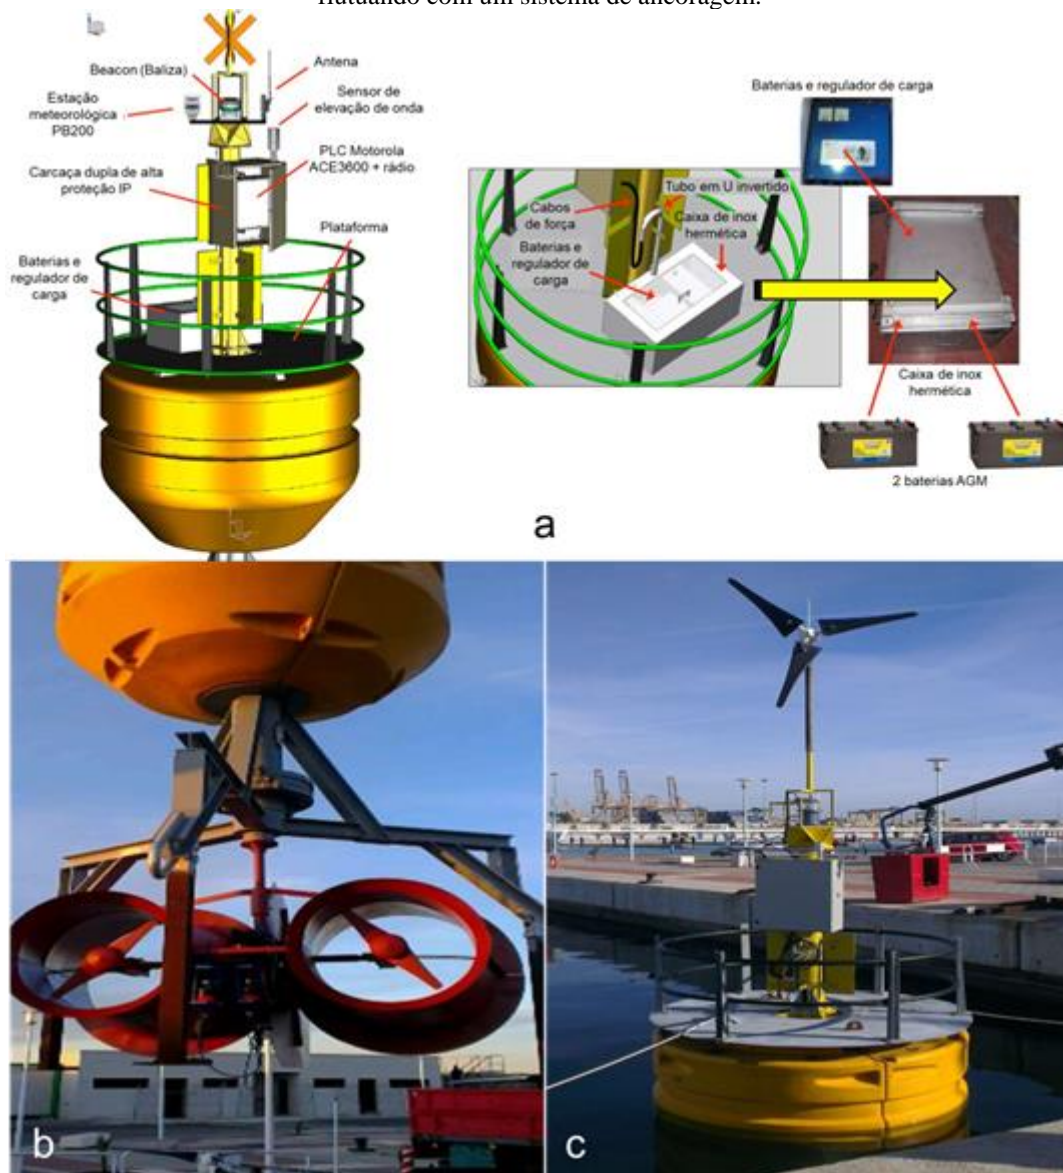 flutuando com um sistema de ancoragem.
Beacon (Baliza)
Antena
Estação
meteorológica
PB200
Sensor de
elevação de onda
PLC Motorola
ACE3600 + rádio
Carcaça dupla de alta
proteção IP
Plataforma
Baterias e
regulador de
carga
Baterias e regulador de carga
Cabos
de força
Tubo em U invertido
Caixa de inox
hermética
Baterias e
regulador de
carga
Caixa de inox
hermética
2 baterias AGM
a
b
c